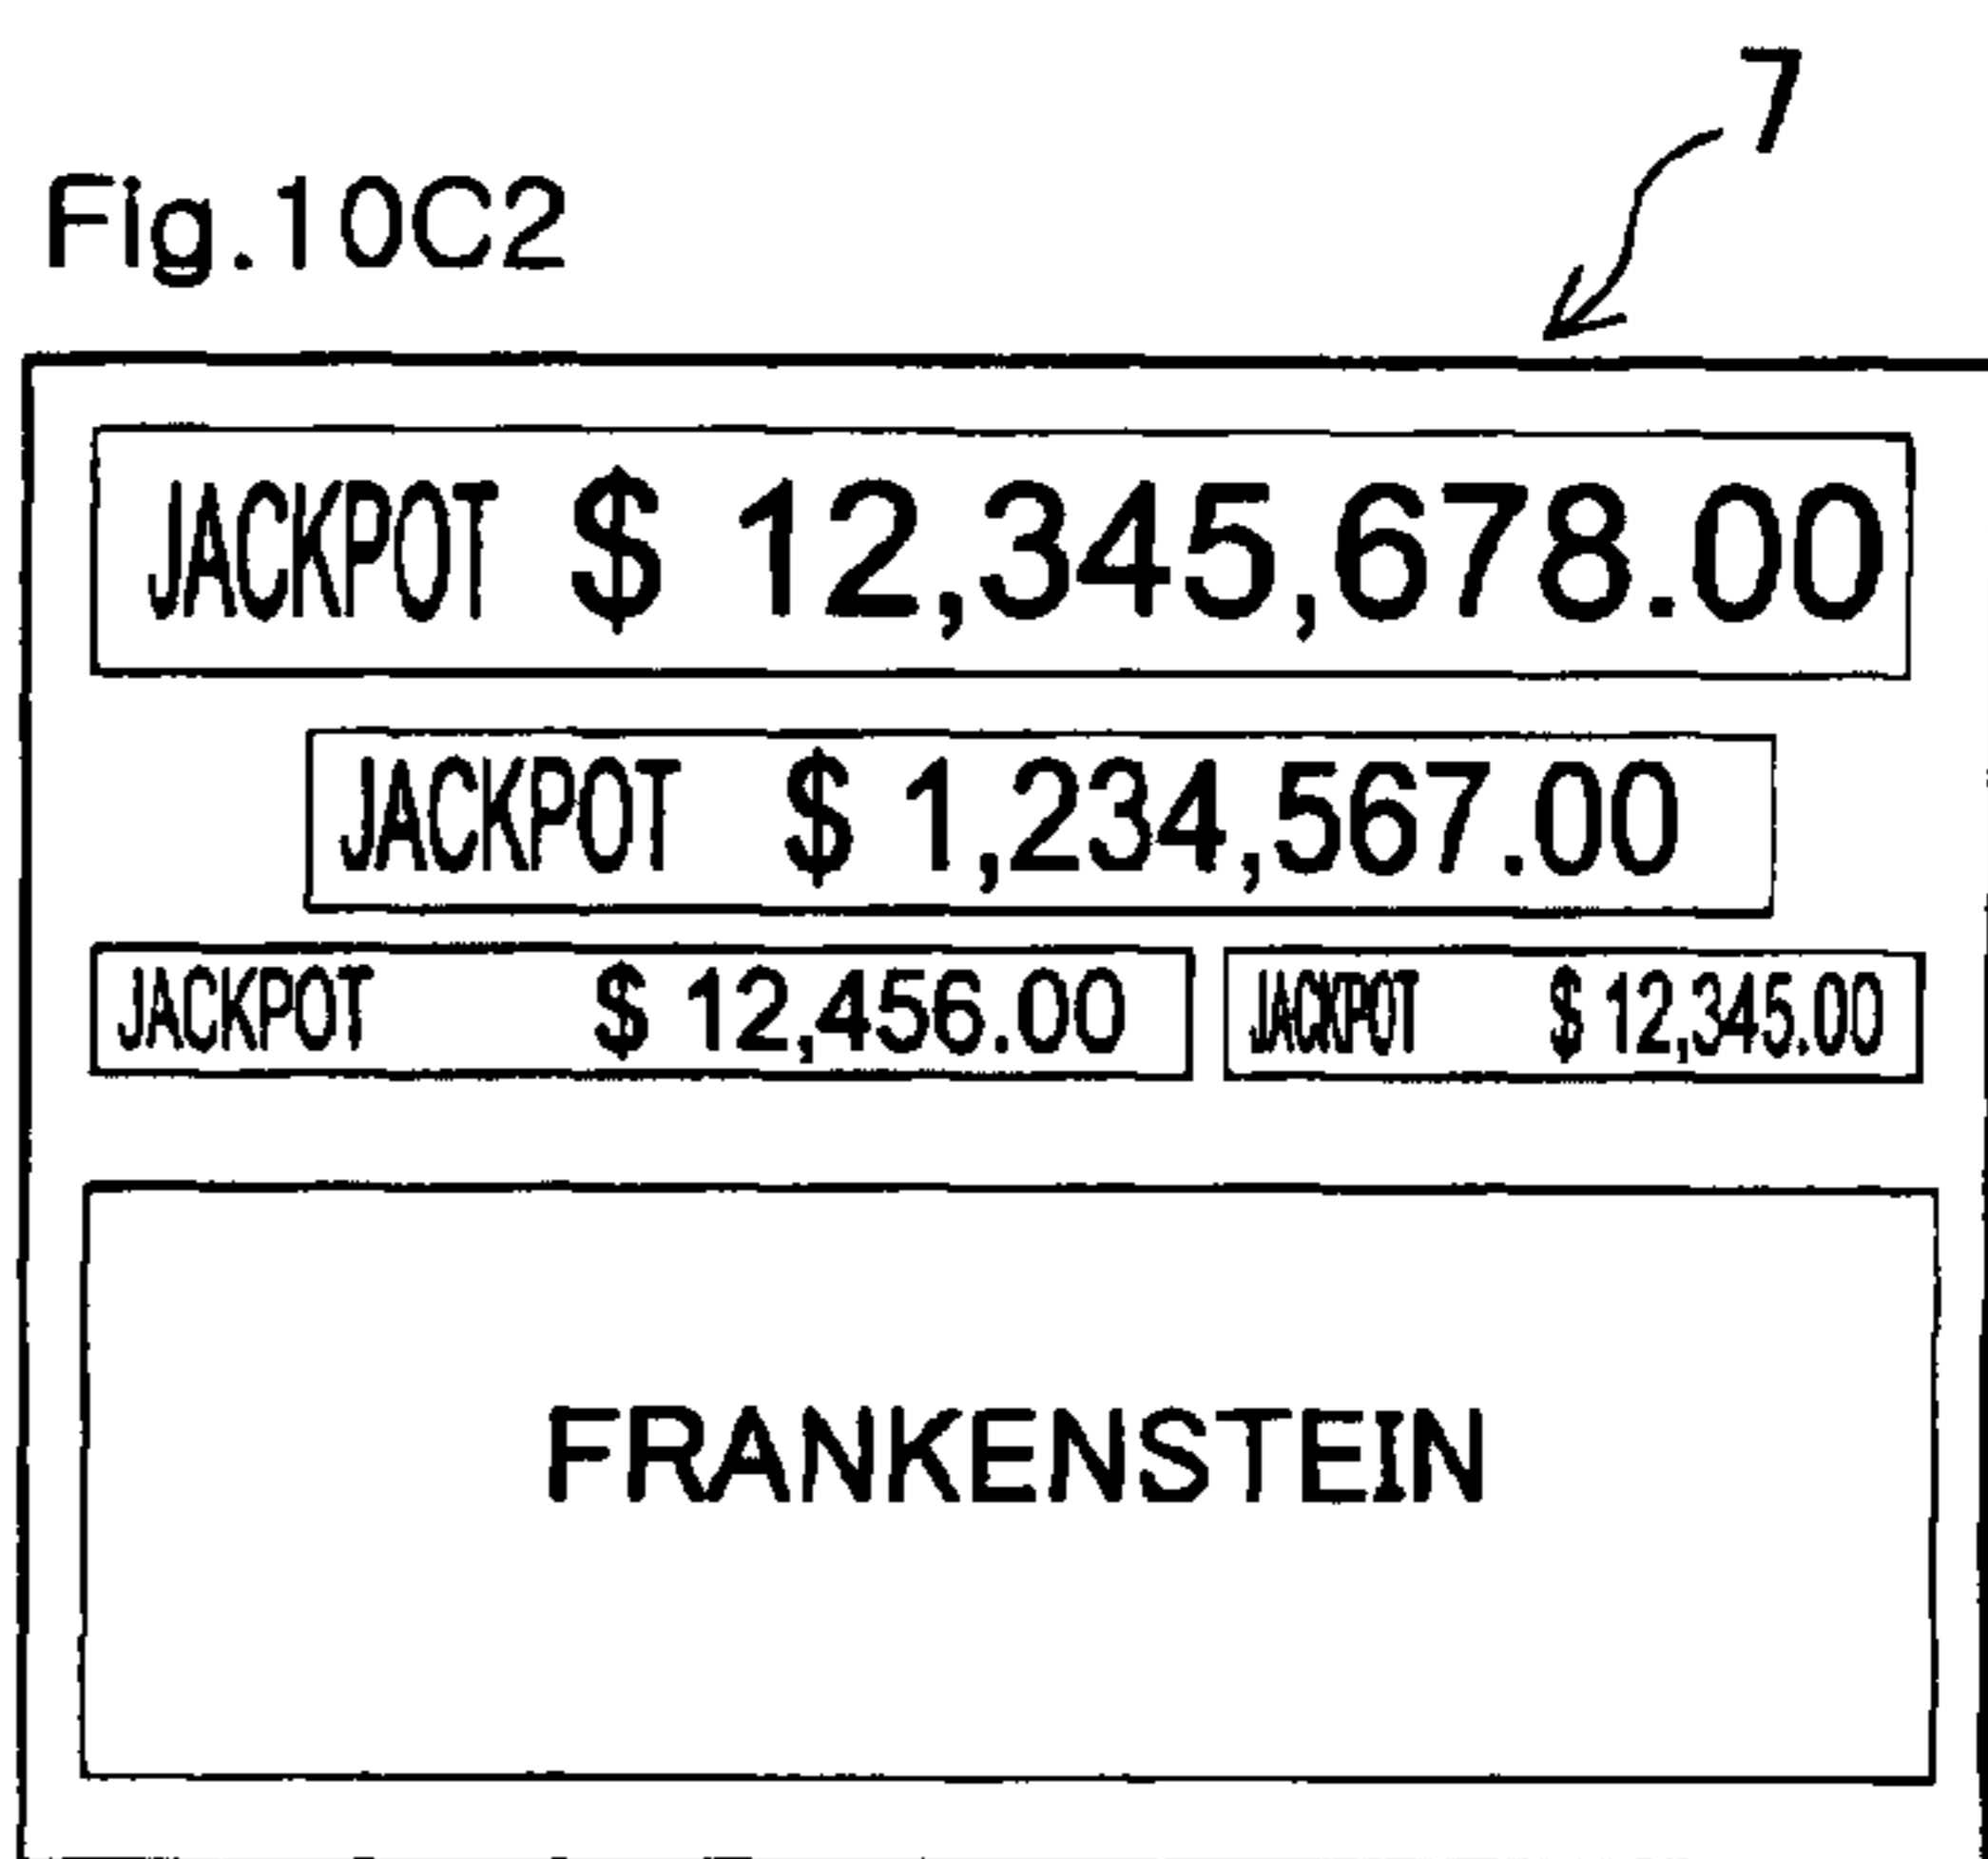 7
Fig.10C2
JACKPOT $ 12,345,678.00
JACKPOT $ 1,234,567.00
JACKPOT $ 12,456.00 JACKPOT $ 12,345.00
FRANKENSTEIN